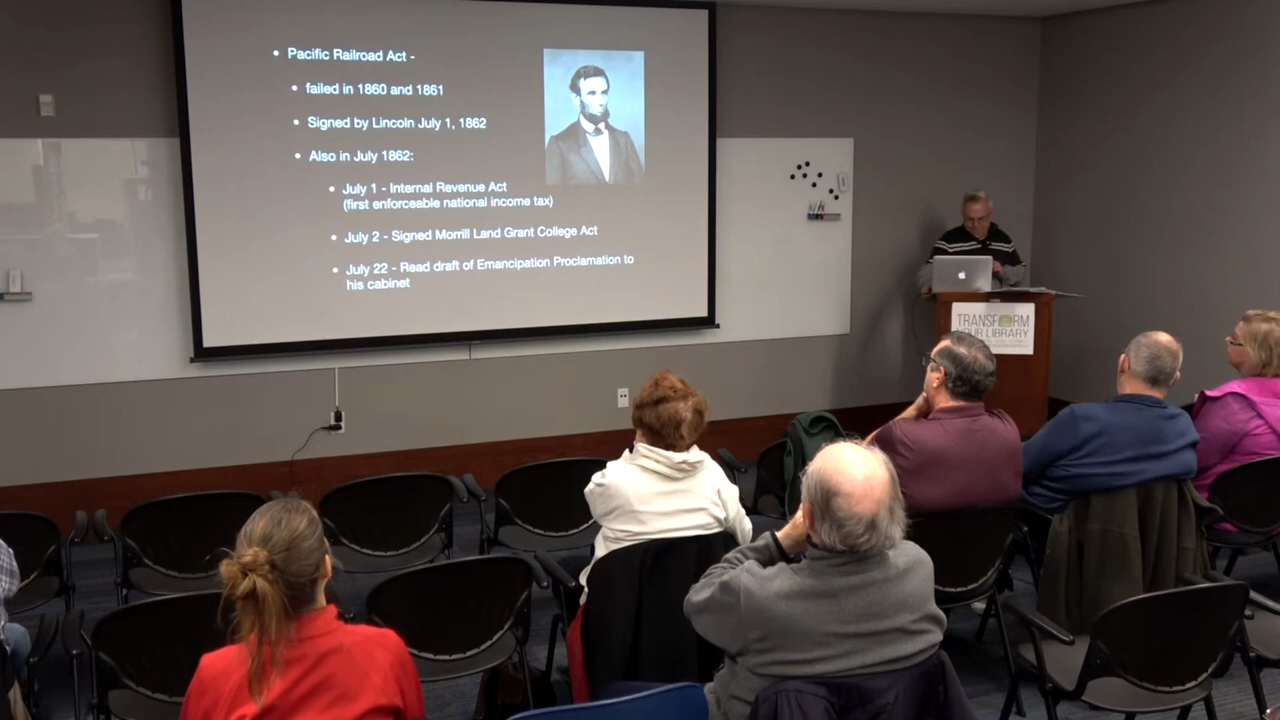 • Pacific Railroad Act -
• failed in 1860 and 1861
• Signed by Lincoln July 1, 1862
• Also in July 1862:
• July 1 - Internal Revenue Act
(first enforceable national income tax)
• July 2 - Signed Morrill Land Grant College Act
• July 22 - Read draft of Emancipation Proclamation to
his cabinet
TRANSFORM
YOUR LIBRARY